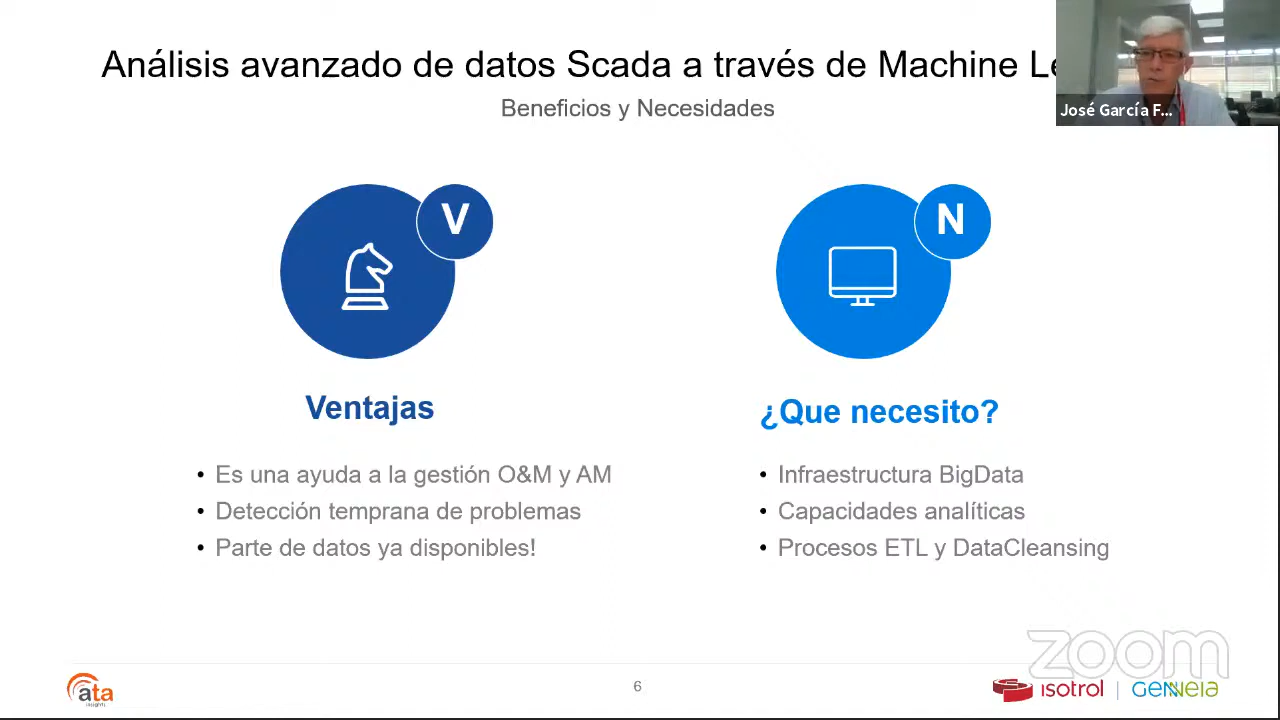 Análisis avanzado de datos Scada a través de Machine Le
Beneficios y Necesidades
José García F...
V
N
Ventajas
¿Que necesito?
• Es una ayuda a la gestión O&M y AM
• Detección temprana de problemas
• Parte de datos ya disponibles!
• Infraestructura BigData
• Capacidades analíticas
• Procesos ETL y DataCleansing
zoom
ata
insights
6
isotrol | GENNEIA